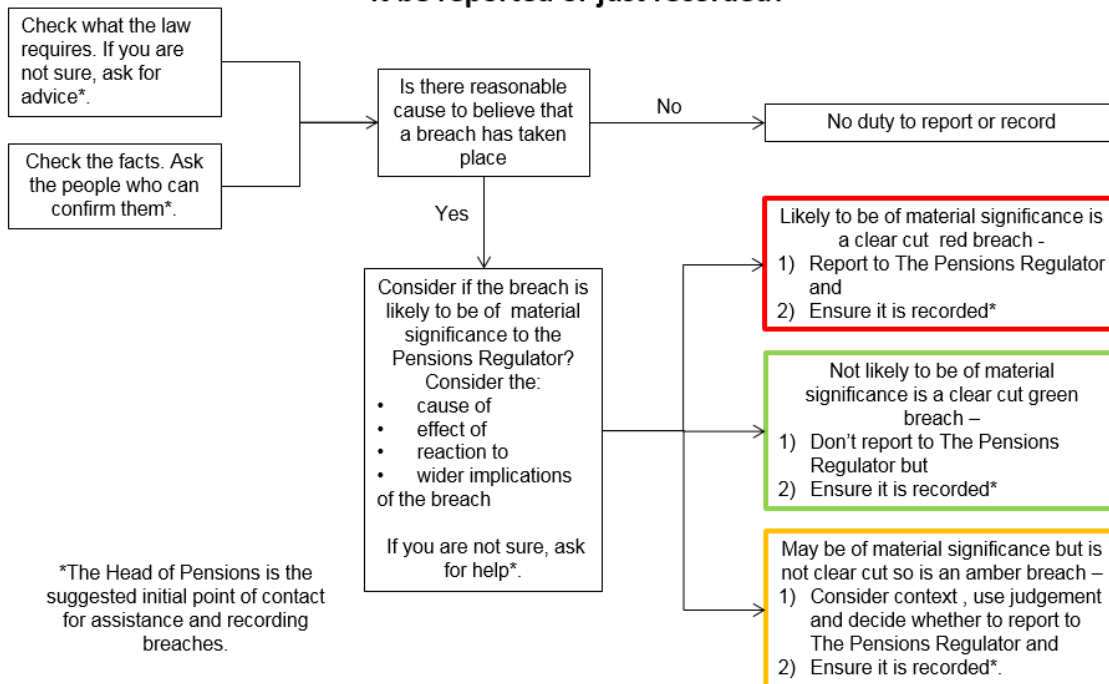 it be reported or just recorded?
Check what the law
requires. If you are
not sure, ask for
advice*.
Check the facts. Ask
the people who can
confirm them*.
Is there reasonable
cause to believe that
a breach has taken
place
No
No duty to report or record
Yes
Consider if the breach is
likely to be of material
significance to the
Pensions Regulator?
Consider the:
• cause of
• effect of
• reaction to
• wider implications
of the breach
If you are not sure, ask
for help*.
Likely to be of material significance is
a clear cut red breach -
1) Report to The Pensions Regulator
and
2) Ensure it is recorded*
Not likely to be of material
significance is a clear cut green
breach –
1) Don’t report to The Pensions
Regulator but
2) Ensure it is recorded*
May be of material significance but is
not clear cut so is an amber breach –
1) Consider context , use judgement
and decide whether to report to
The Pensions Regulator and
2) Ensure it is recorded*.
*The Head of Pensions is the
suggested initial point of contact
for assistance and recording
breaches.